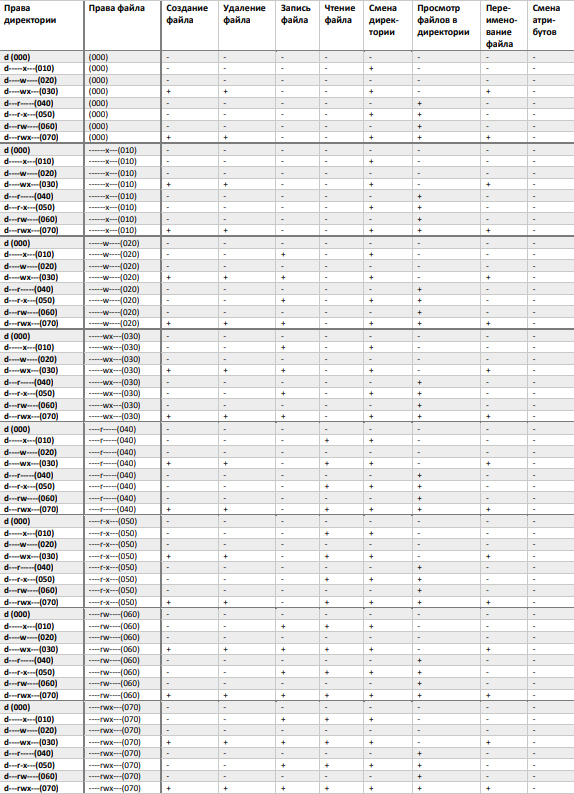 Права директории Права файла Создание файла Удаление файла Запись файла Чтение файла Смена дирек-тории Просмотр файлов в директории Пере-имено-вание файла Смена атри-бутов
d (000) (000) - - - - - - - -
d-----x---(010) (000) - - - - + - - -
d----w----(020) (000) - - - - - - - -
d----wx---(030) (000) + + - - + - + -
d---r-----(040) (000) - - - - - + - -
d---r-x---(050) (000) - - - - + + - -
d---rw----(060) (000) - - - - - + - -
d---rwx---(070) (000) + + - - + + + -
d (000) ------x---(010) - - - - - - - -
d-----x---(010) ------x---(010) - - - - + - - -
d----w----(020) ------x---(010) - - - - - - - -
d----wx---(030) ------x---(010) + + - - + - + -
d---r-----(040) ------x---(010) - - - - - + - -
d---r-x---(050) ------x---(010) - - - - + + - -
d---rw----(060) ------x---(010) - - - - - + - -
d---rwx---(070) ------x---(010) + + - - + + + -
d (000) -----w----(020) - - - - - - - -
d-----x---(010) -----w----(020) - - + - + - - -
d----w----(020) -----w----(020) - - - - - - - -
d----wx---(030) -----w----(020) + + + - + - + -
d---r-----(040) -----w----(020) - - - - - + - -
d---r-x---(050) -----w----(020) - - + - + + - -
d---rw----(060) -----w----(020) - - - - - + - -
d---rwx---(070) -----w----(020) + + + - + + + -
d (000) -----wx---(030) - - - - - - - -
d-----x---(010) -----wx---(030) - - + - + - - -
d----w----(020) -----wx---(030) - - - - - - - -
d----wx---(030) -----wx---(030) + + + - + - + -
d---r-----(040) -----wx---(030) - - - - - + - -
d---r-x---(050) -----wx---(030) - - + - + + - -
d---rw----(060) -----wx---(030) - - - - - + - -
d---rwx---(070) -----wx---(030) + + + - + + + -
d (000) ----r-----(040) - - - - - - - -
d-----x---(010) ----r-----(040) - - - + + - - -
d----w----(020) ----r-----(040) - - - - - - - -
d----wx---(030) ----r-----(040) + + - + + - + -
d---r-----(040) ----r-----(040) - - - - - + - -
d---r-x---(050) ----r-----(040) - - - + + + - -
d---rw----(060) ----r-----(040) - - - - - + - -
d---rwx---(070) ----r-----(040) + + - + + + + -
d (000) ----r-x---(050) - - - - - - - -
d-----x---(010) ----r-x---(050) - - - + + - - -
d----w----(020) ----r-x---(050) - - - - - - - -
d----wx---(030) ----r-x---(050) + + - + + - + -
d---r-----(040) ----r-x---(050) - - - - - + - -
d---r-x---(050) ----r-x---(050) - - - + + + - -
d---rw----(060) ----r-x---(050) - - - - - + - -
d---rwx---(070) ----r-x---(050) + + - + + + + -
d (000) ----rw----(060) - - - - - - - -
d-----x---(010) ----rw----(060) - - + + + - - -
d----w----(020) ----rw----(060) - - - - - - - -
d----wx---(030) ----rw----(060) + + + + + - + -
d---r-----(040) ----rw----(060) - - - - - + - -
d---r-x---(050) ----rw----(060) - - + + + + - -
d---rw----(060) ----rw----(060) - - - - - + - -
d---rwx---(070) ----rw----(060) + + + + + + + -
d (000) ----rwx---(070) - - - - - - - -
d-----x---(010) ----rwx---(070) - - + + + - - -
d----w----(020) ----rwx---(070) - - - - - - - -
d----wx---(030) ----rwx---(070) + + + + + - + -
d---r-----(040) ----rwx---(070) - - - - - + - -
d---r-x---(050) ----rwx---(070) - - + + + + - -
d---rw----(060) ----rwx---(070) - - - - - + - -
d---rwx---(070) ----rwx---(070) + + + + + + + -